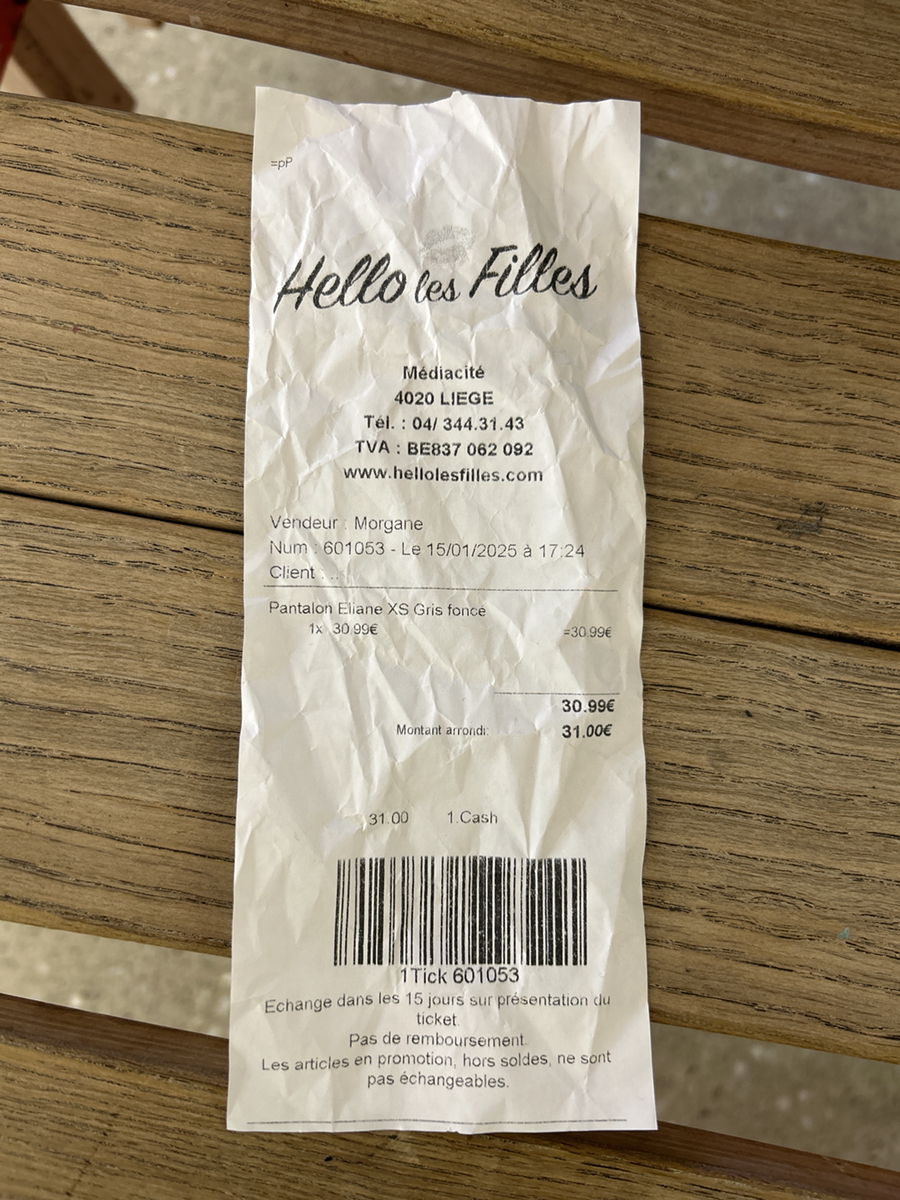 =pP
Hello les Filles
Médiacité
4020 LIEGE
Tél. : 04/ 344.31.43
TVA : BE837 062 092
www.hellolesfilles.com
Vendeur : Morgane
Num : 601053 - Le 15/01/2025 à 17:24
Client : ..
Pantalon Eliane XS Gris foncé
1x 30.99€ =30.99€
30.99€
Montant arrondi: 31.00€
31.00 1.Cash
1Tick 601053
Echange dans les 15 jours sur présentation du
ticket.
Pas de remboursement.
Les articles en promotion, hors soldes, ne sont
pas échangeables.